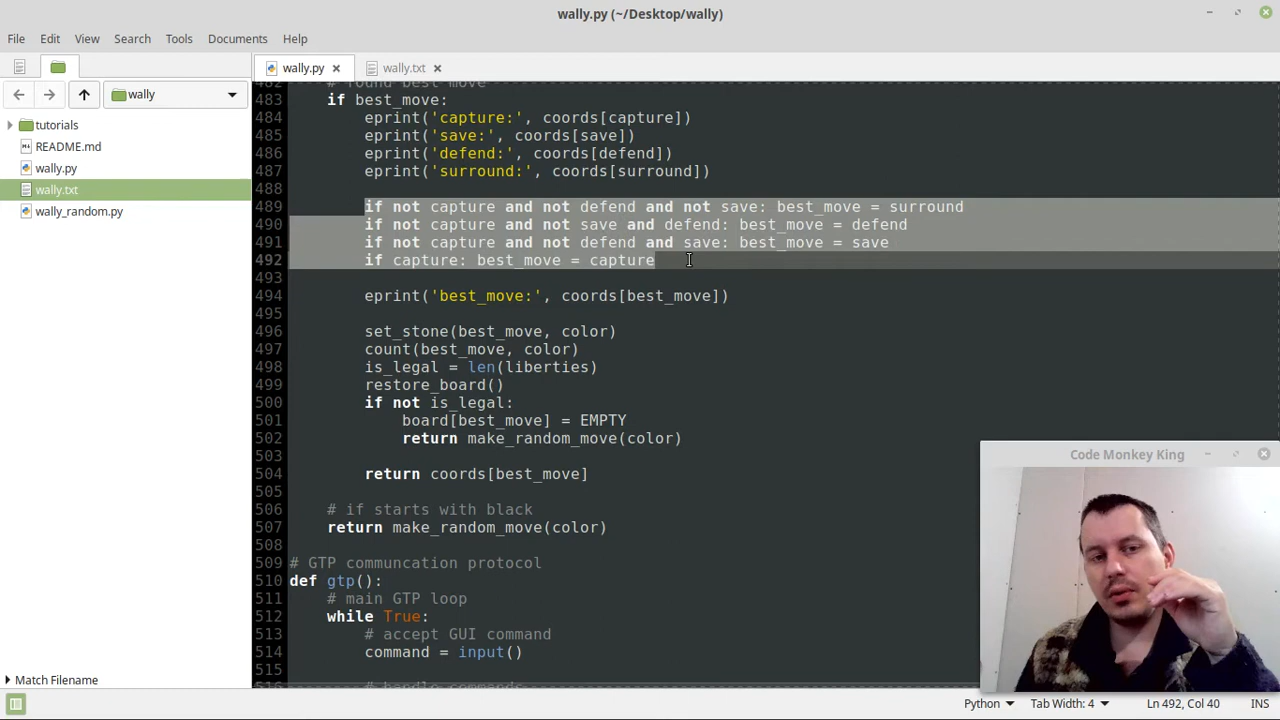 wally.py (~/Desktop/wally)
File Edit View Search Tools Documents Help
wally.py
wally.txt
wally
tutorials
README.md
wally.py
wally.txt
wally_random.py
Match Filename
482 # found best move
483 if best_move:
484 eprint('capture:', coords[capture])
485 eprint('save:', coords[save])
486 eprint('defend:', coords[defend])
487 eprint('surround:', coords[surround])
488
489 if not capture and not defend and not save: best_move = surround
490 if not capture and not save and defend: best_move = defend
491 if not capture and not defend and save: best_move = save
492 if capture: best_move = capture
493
494 eprint('best_move:', coords[best_move])
495
496 set_stone(best_move, color)
497 count(best_move, color)
498 is_legal = len(liberties)
499 restore_board()
500 if not is_legal:
501 board[best_move] = EMPTY
502 return make_random_move(color)
503
504 return coords[best_move]
505
506 # if starts with black
507 return make_random_move(color)
508
509 # GTP communcation protocol
510 def gtp():
511 # main GTP loop
512 while True:
513 # accept GUI command
514 command = input()
515
516 # handle commands
Code Monkey King
Python Tab Width: 4 Ln 492, Col 40 INS